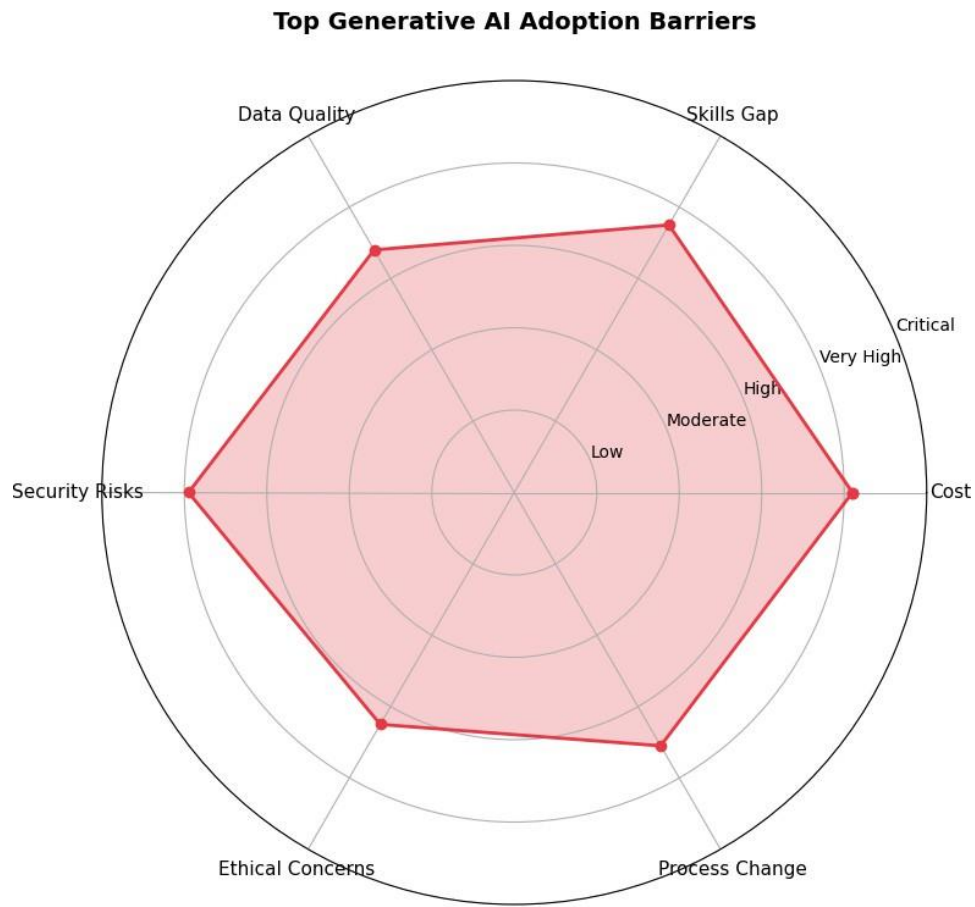 Top Generative AI Adoption Barriers
Data Quality
Skills Gap
Critical
Very High
High
Moderate
Low
Security Risks
Cost
Ethical Concerns
Process Change